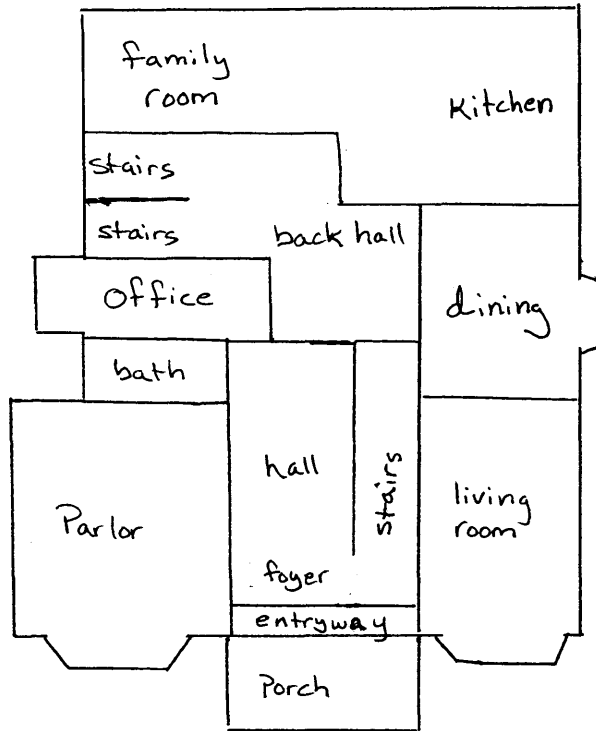 family
room
Kitchen
stairs
stairs
back hall
Office
dining
bath
hall
stairs
living
room
Parlor
foyer
entryway
Porch